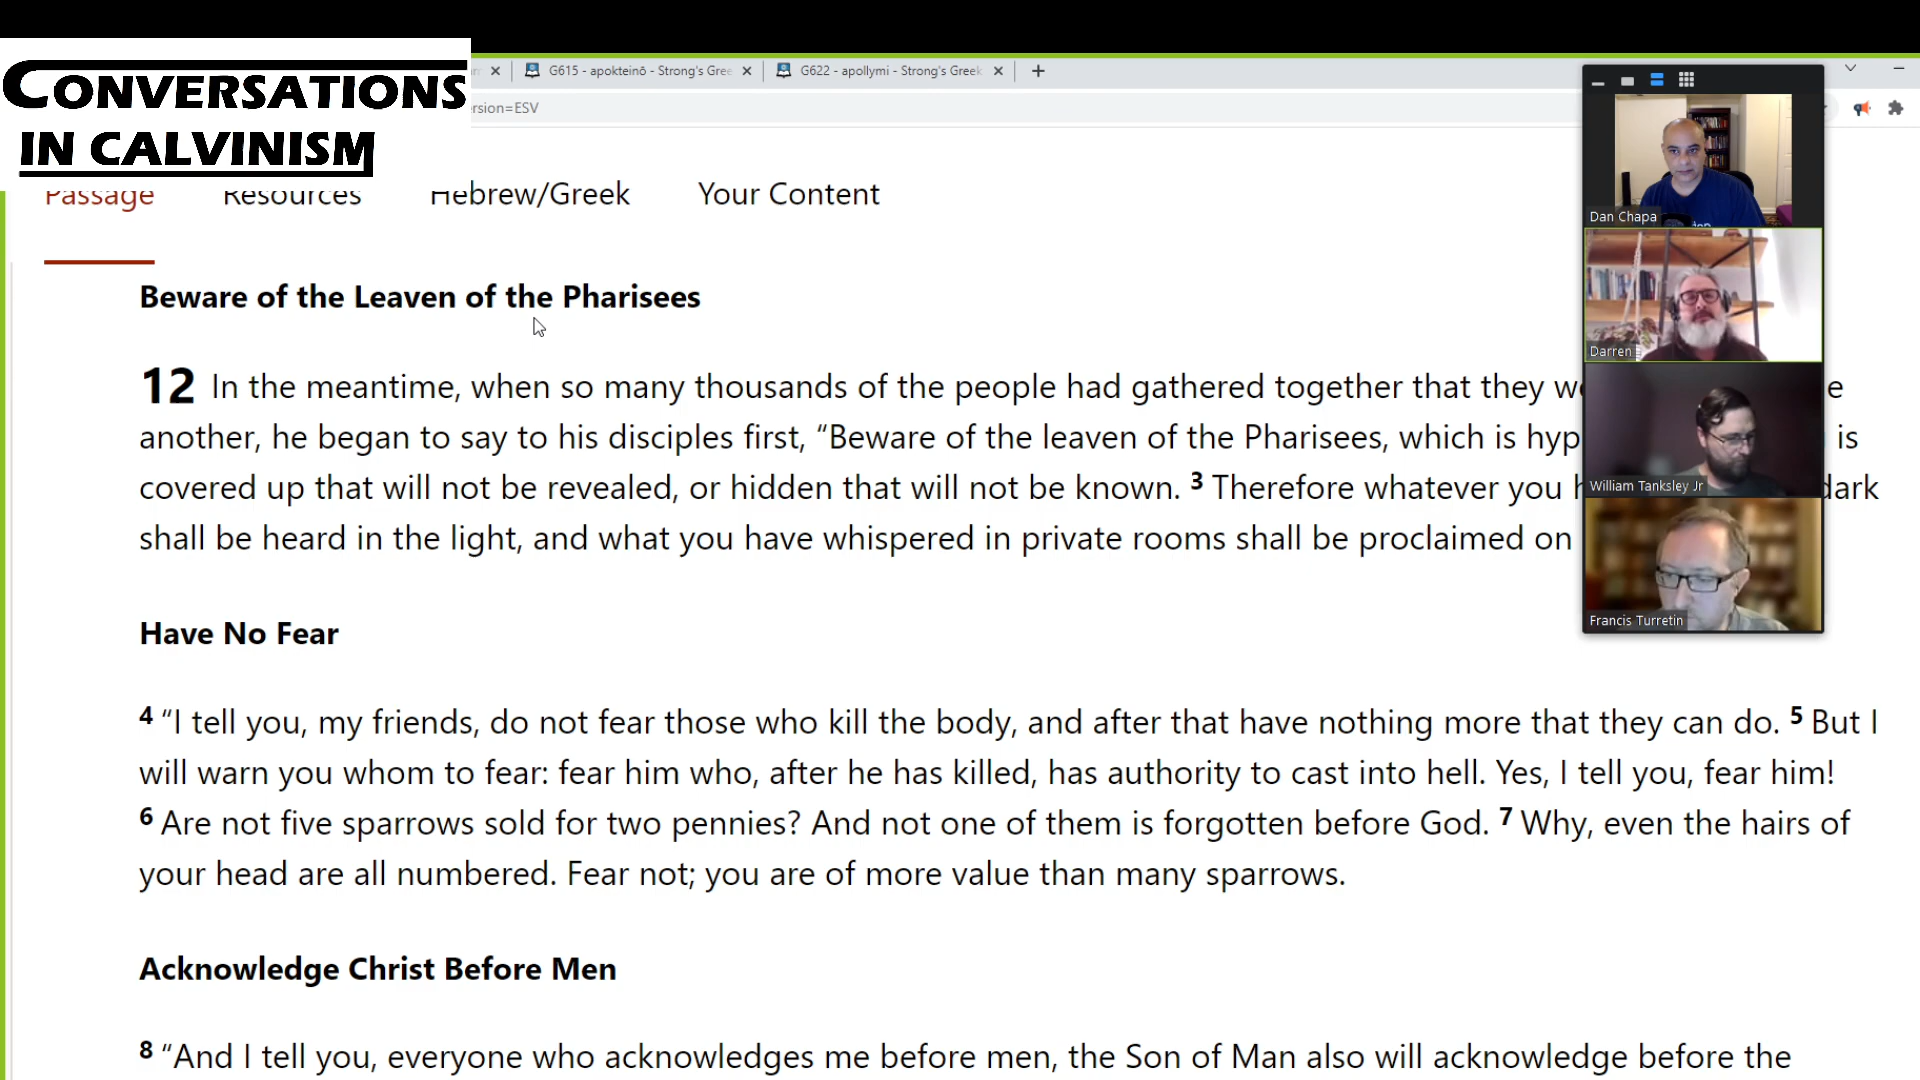 CONVERSATIONS
IN CALVINISM
G615 - apokteinō - Strong's Gree
G622 - apollymi - Strong's Greek
rsion=ESV
Passage
Resources
Hebrew/Greek
Your Content
Beware of the Leaven of the Pharisees
12 In the meantime, when so many thousands of the people had gathered together that they we
another, he began to say to his disciples first, “Beware of the leaven of the Pharisees, which is hyp is
covered up that will not be revealed, or hidden that will not be known. 3 Therefore whatever you h dark
shall be heard in the light, and what you have whispered in private rooms shall be proclaimed on
Have No Fear
4 “I tell you, my friends, do not fear those who kill the body, and after that have nothing more that they can do. 5 But I
will warn you whom to fear: fear him who, after he has killed, has authority to cast into hell. Yes, I tell you, fear him!
6 Are not five sparrows sold for two pennies? And not one of them is forgotten before God. 7 Why, even the hairs of
your head are all numbered. Fear not; you are of more value than many sparrows.
Acknowledge Christ Before Men
8 “And I tell you, everyone who acknowledges me before men, the Son of Man also will acknowledge before the
Dan Chapa
Darren
William Tanksley Jr
Francis Turretin